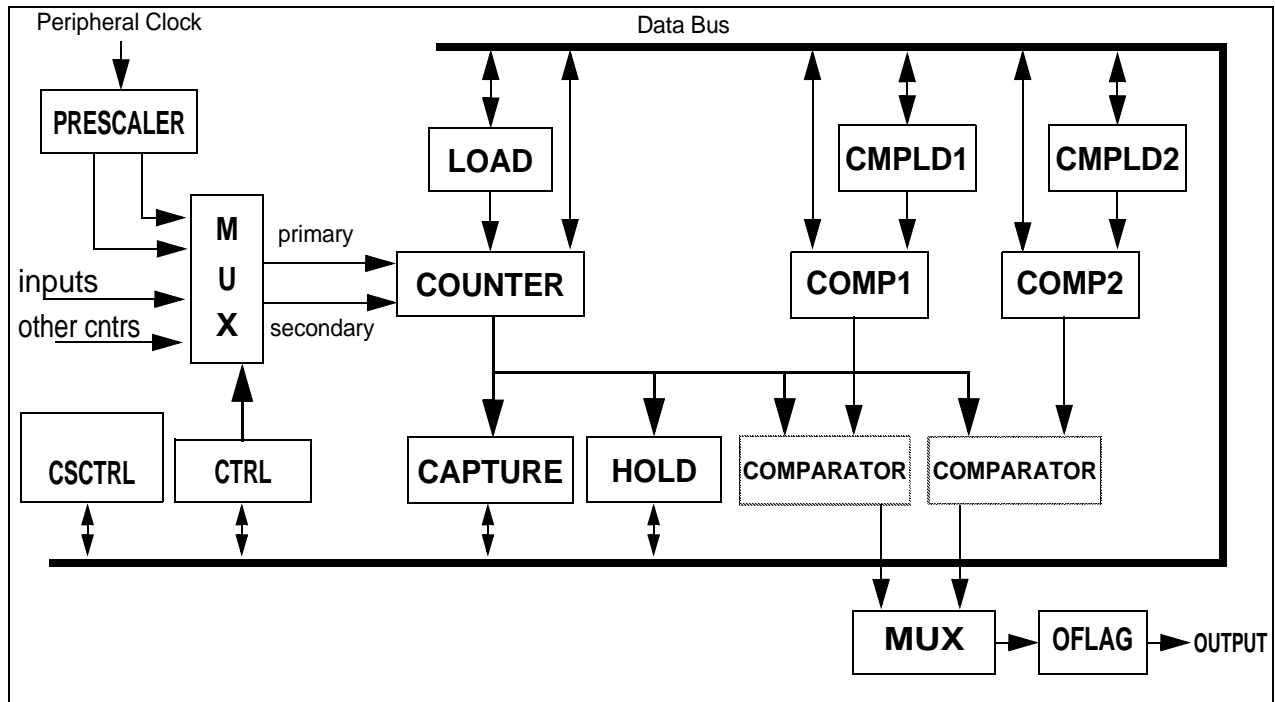 Peripheral Clock
Data Bus
PRESCALER
LOAD
CMPLD1
CMPLD2
M
U
X
primary
secondary
inputs
other cntrs
COUNTER
COMP1
COMP2
CSCTRL
CTRL
CAPTURE
HOLD
COMPARATOR
COMPARATOR
MUX
OFLAG
OUTPUT